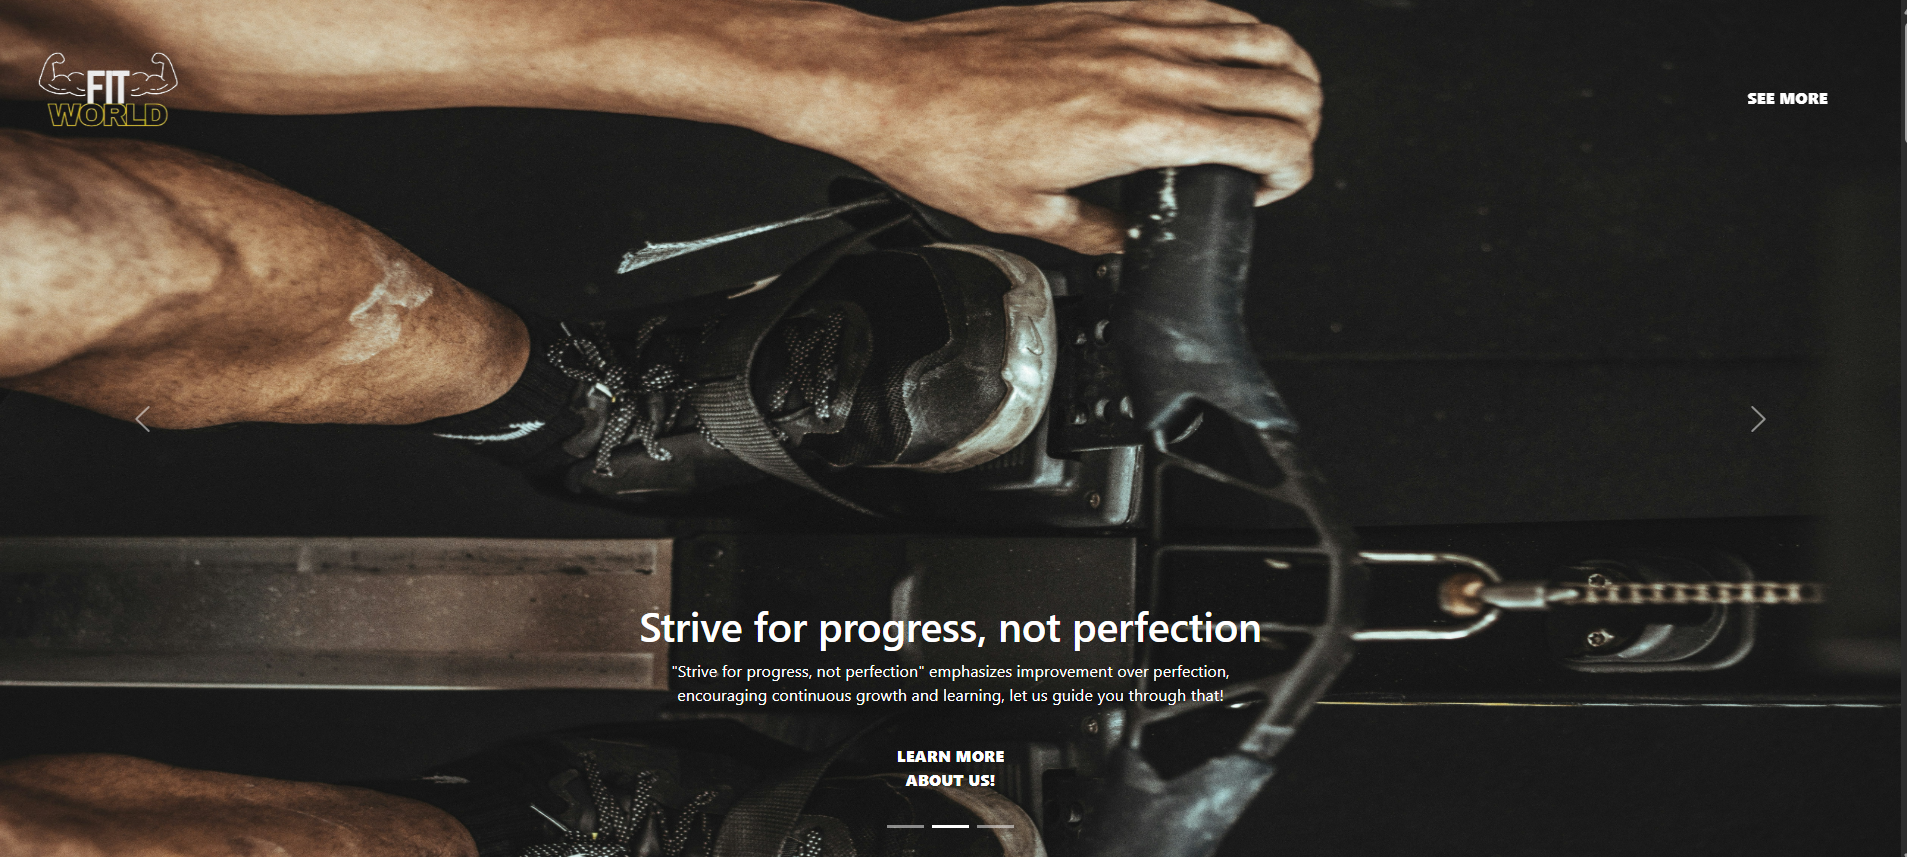 FIT
WORLD
SEE MORE
Strive for progress, not perfection
"Strive for progress, not perfection" emphasizes improvement over perfection,
encouraging continuous growth and learning, let us guide you through that!
LEARN MORE
ABOUT US!